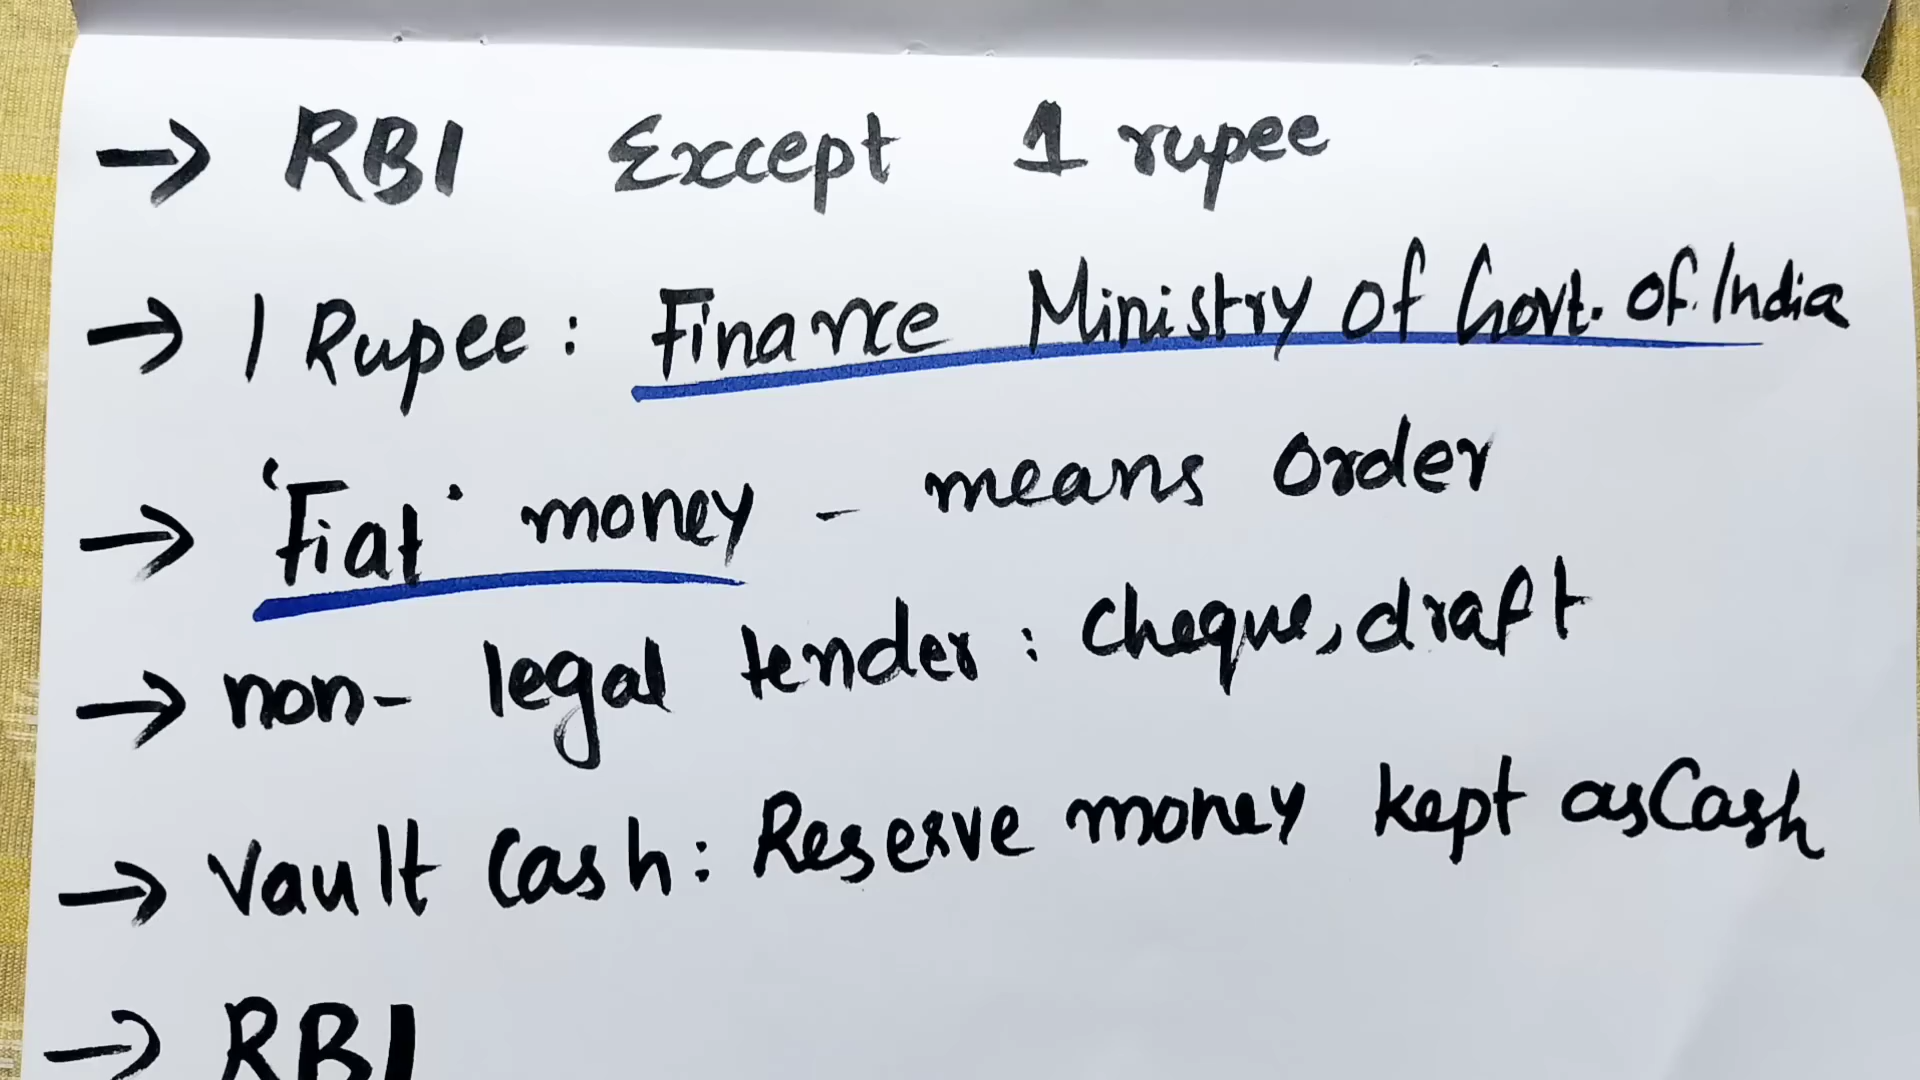 → RBI Except 1 rupee
→ 1 Rupee: Finance Ministry of Govt. of India
→ 'Fiat' money - means order
→ non- legal tender: cheque, draft
→ Vault Cash: Reserve money kept as Cash
→ RBI